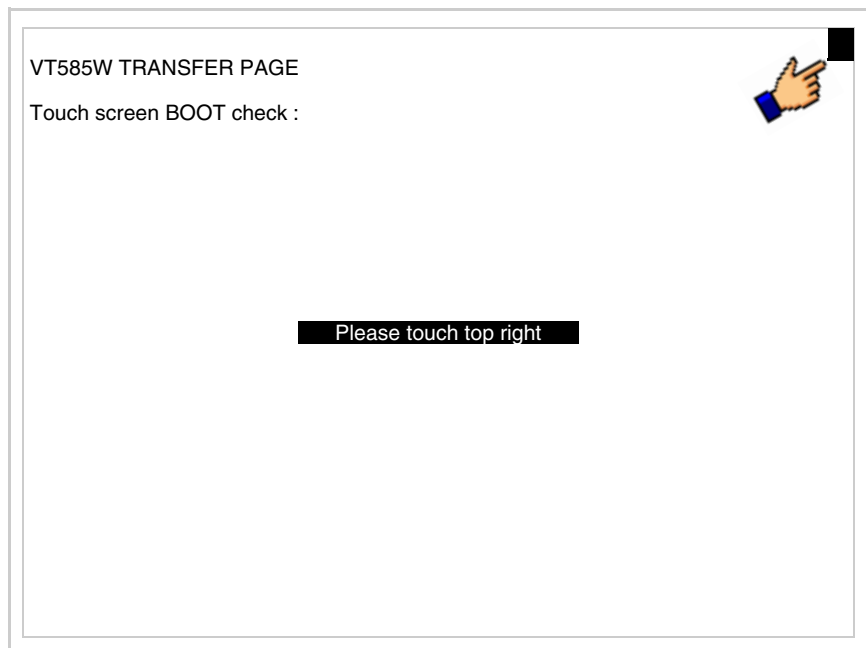 VT585W TRANSFER PAGE
Touch screen BOOT check :
Please touch top right